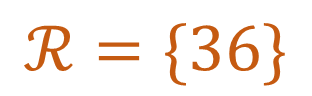 ℛ = {36}